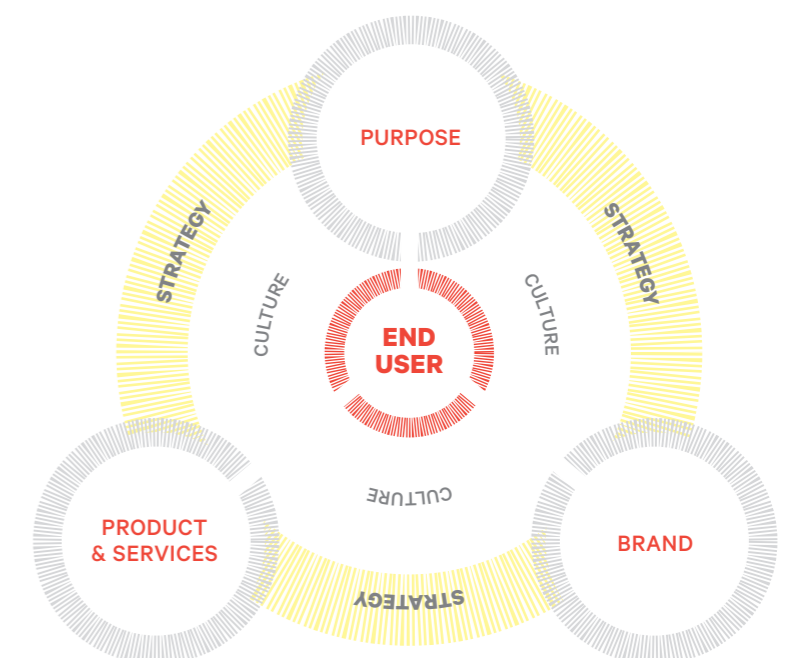 PURPOSE
STRATEGY
STRATEGY
CULTURE
CULTURE
END
USER
CULTURE
PRODUCT
& SERVICES
BRAND
STRATEGY